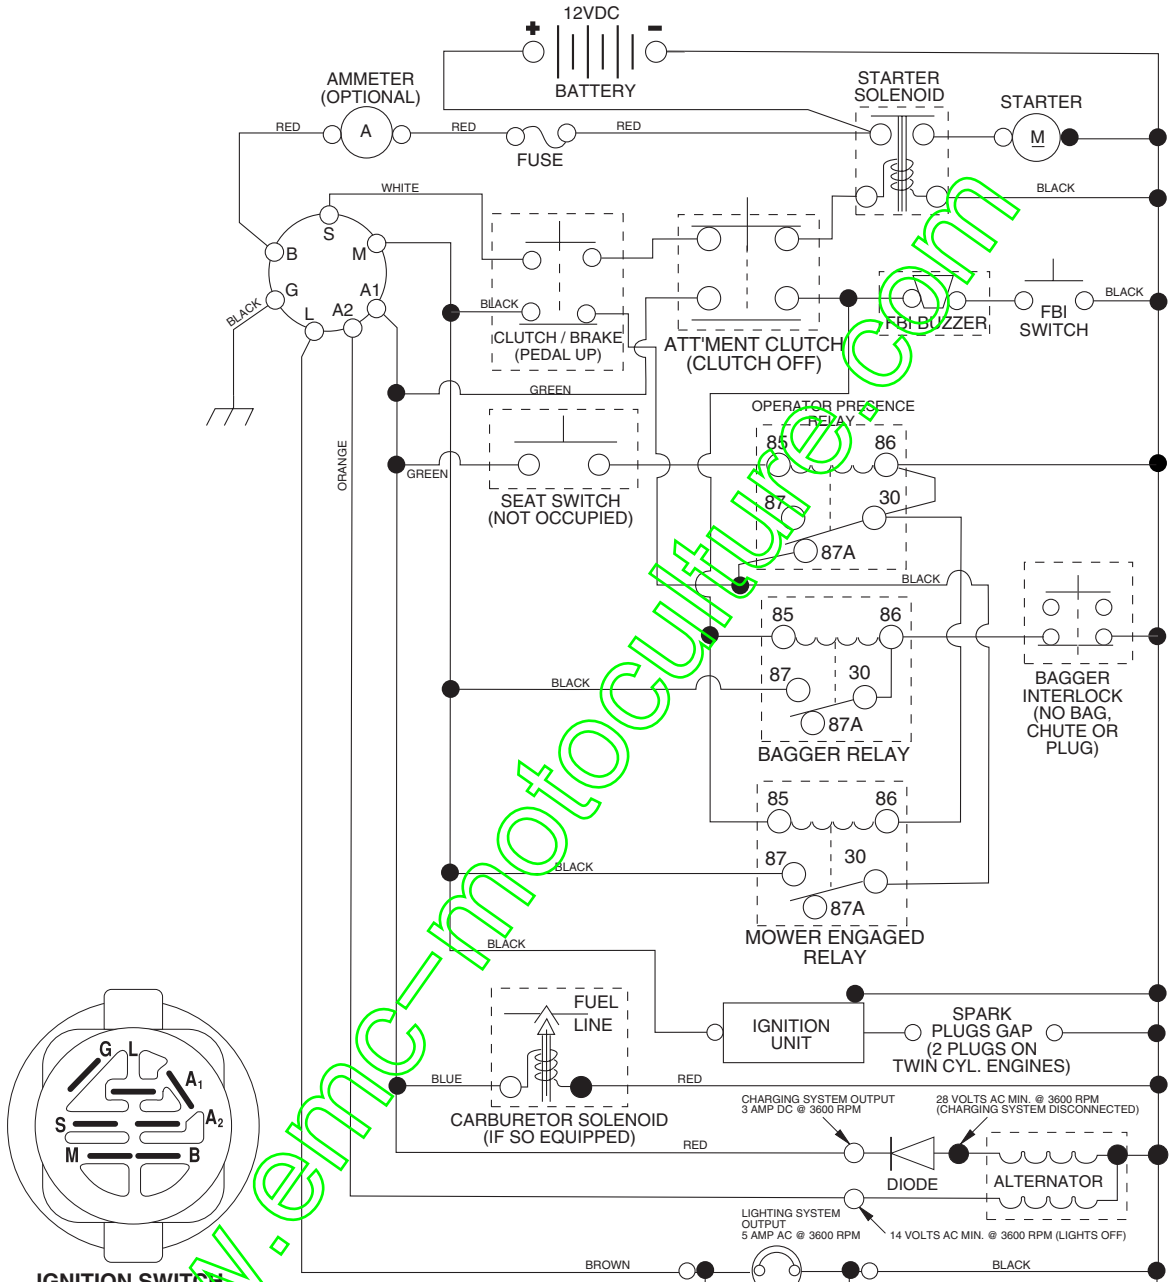 12VDC
+
-
BATTERY
AMMETER
(OPTIONAL)
STARTER
SOLENOID
STARTER
RED
A
RED
FUSE
RED
M
WHITE
BLACK
S
B
M
G
A1
L
A2
BLACK
BLACK
CLUTCH / BRAKE
(PEDAL UP)
ATT'MENT CLUTCH
(CLUTCH OFF)
FBI BUZZER
FBI
SWITCH
BLACK
GREEN
ORANGE
GREEN
SEAT SWITCH
(NOT OCCUPIED)
OPERATOR PRESENCE
RELAY
85
86
87
30
87A
BLACK
85
86
87
30
87A
BLACK
BAGGER RELAY
BAGGER
INTERLOCK
(NO BAG,
CHUTE OR
PLUG)
85
86
87
30
87A
BLACK
MOWER ENGAGED
RELAY
BLACK
FUEL
LINE
IGNITION
UNIT
SPARK
PLUGS GAP
(2 PLUGS ON
TWIN CYL. ENGINES)
BLUE
RED
CARBURETOR SOLENOID
(IF SO EQUIPPED)
CHARGING SYSTEM OUTPUT
3 AMP DC @ 3600 RPM
28 VOLTS AC MIN. @ 3600 RPM
(CHARGING SYSTEM DISCONNECTED)
RED
DIODE
ALTERNATOR
LIGHTING SYSTEM
OUTPUT
5 AMP AC @ 3600 RPM
14 VOLTS AC MIN. @ 3600 RPM (LIGHTS OFF)
BROWN
BLACK
G
L
A1
A2
S
M
B
IGNITION SWITCH
w.emc-motoculture.com